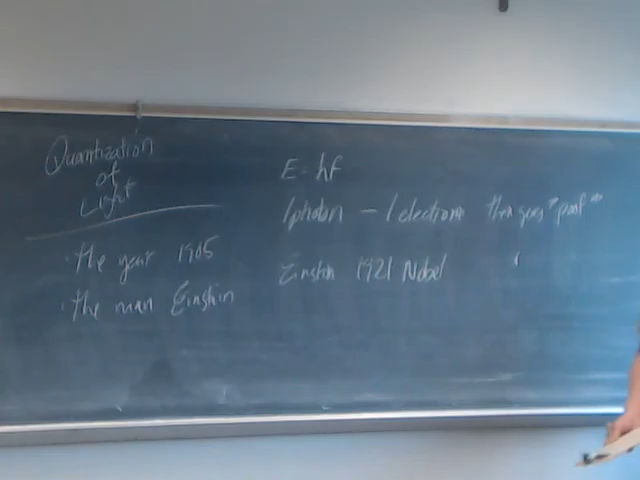 Quantization
of
Light
· the year 1905
· the man Einstein
E = hf
1 photon - 1 electron then goes "poof"
Einstein 1921 Nobel